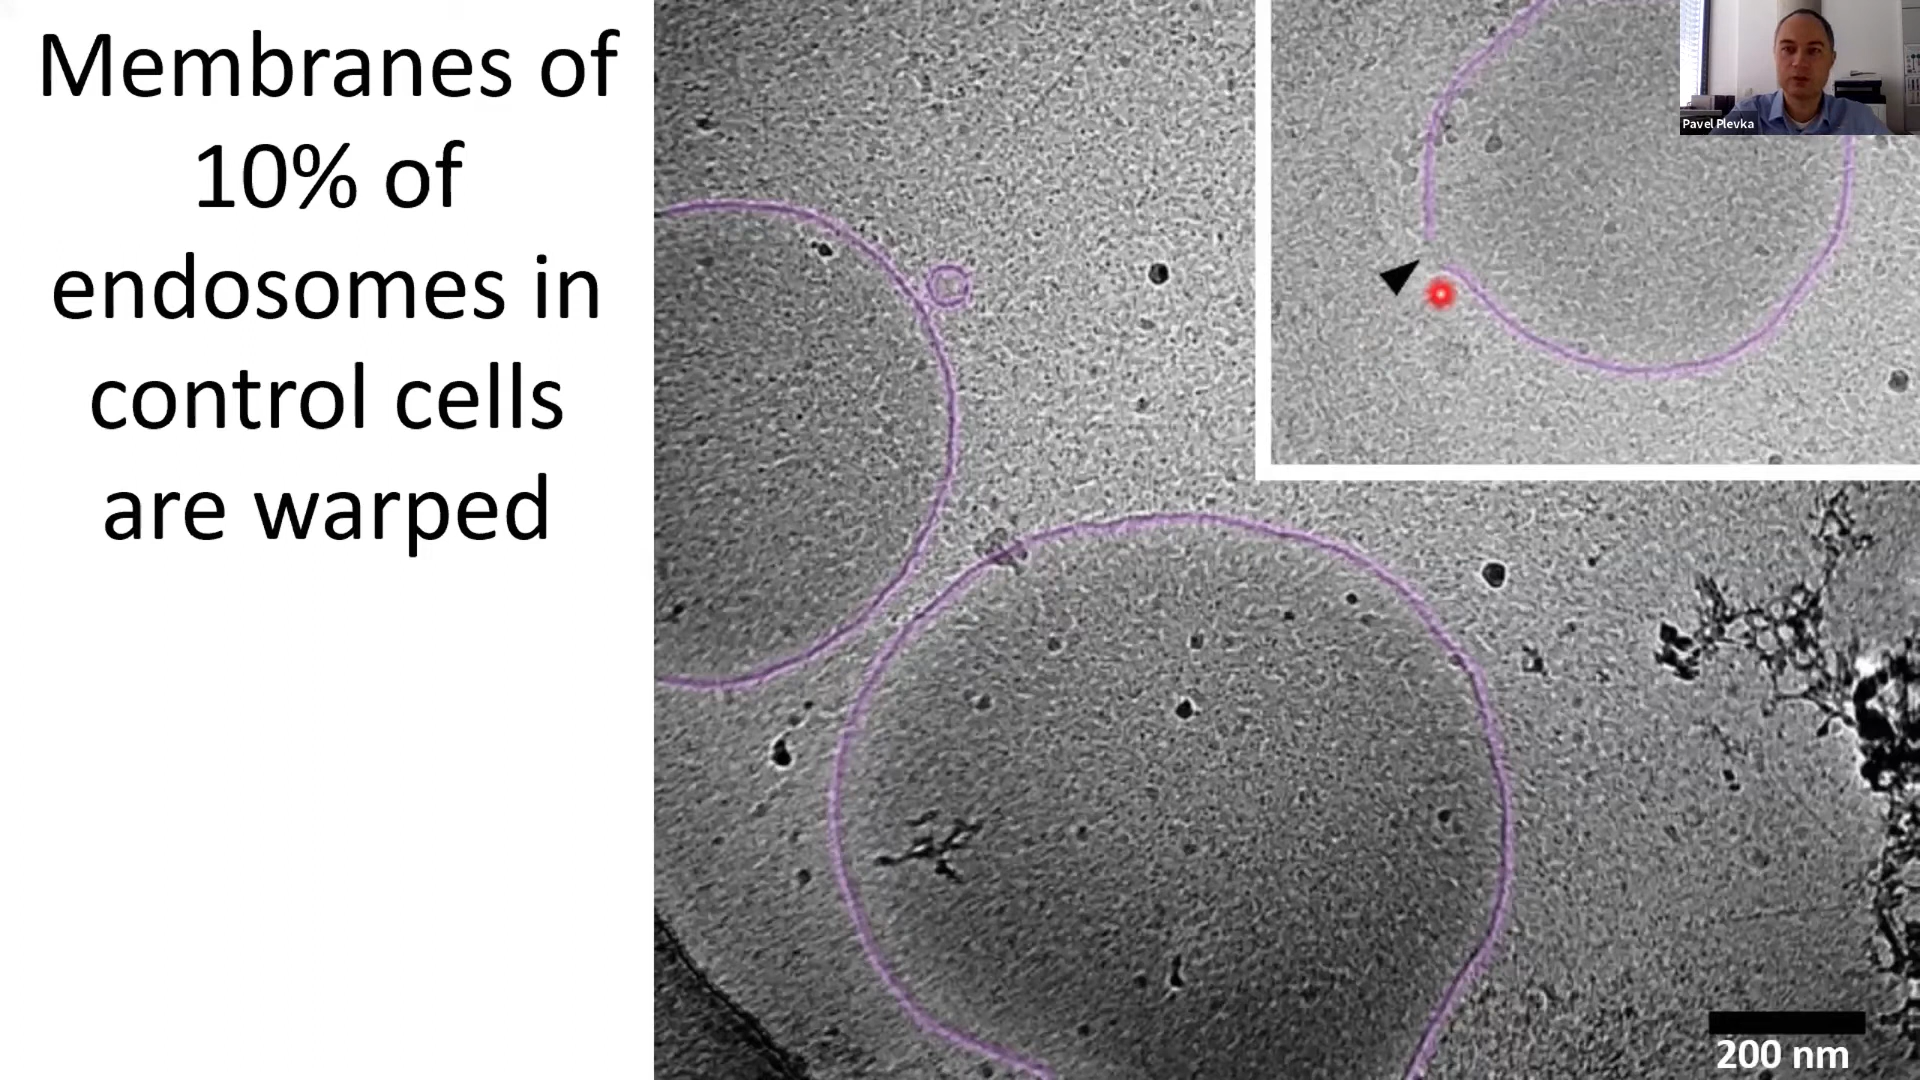 Membranes of
10% of
endosomes in
control cells
are warped
Pavel Plevka
200 nm